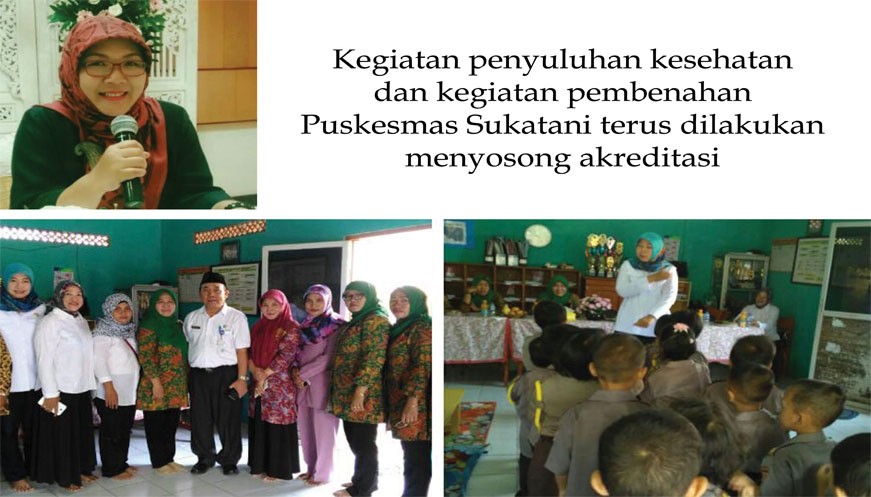 Kegiatan penyuluhan kesehatan
dan kegiatan pembenahan
Puskesmas Sukatani terus dilakukan
menyosong akreditasi